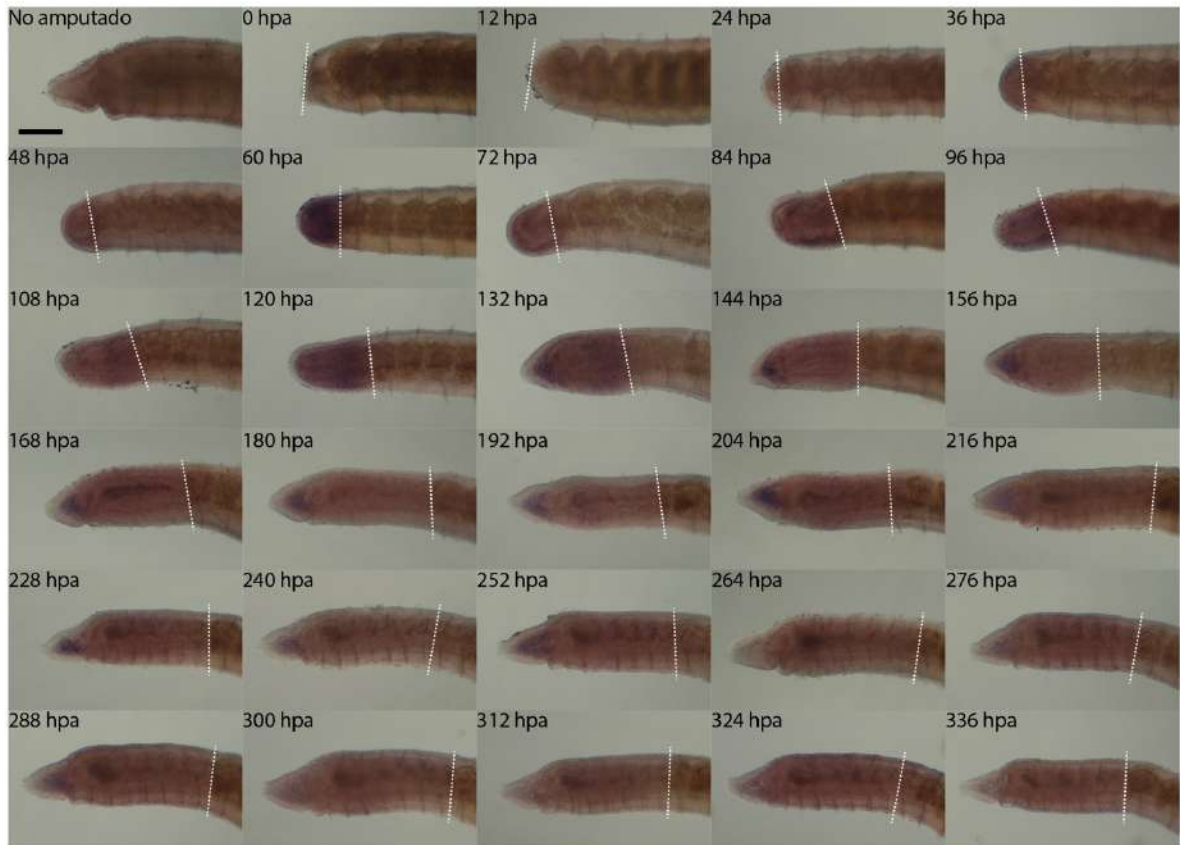 No amputado 0 hpa 12 hpa 24 hpa 36 hpa
48 hpa 60 hpa 72 hpa 84 hpa 96 hpa
108 hpa 120 hpa 132 hpa 144 hpa 156 hpa
168 hpa 180 hpa 192 hpa 204 hpa 216 hpa
228 hpa 240 hpa 252 hpa 264 hpa 276 hpa
288 hpa 300 hpa 312 hpa 324 hpa 336 hpa